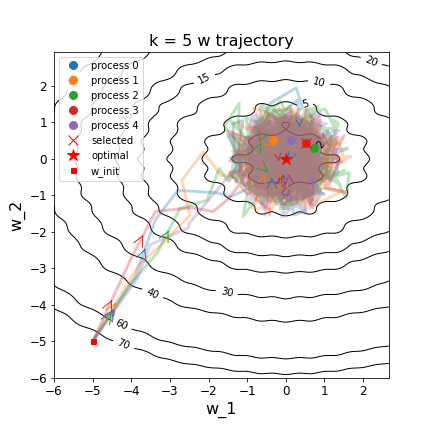 k = 5 w trajectory
process 0
process 1
process 2
process 3
process 4
selected
optimal
w_init
20
15
10
5
2
30
40
60
70
2
1
0
−1
−2
−3
−4
−5
−6
w_2
−6 −5 −4 −3 −2 −1 0 1 2
w_1